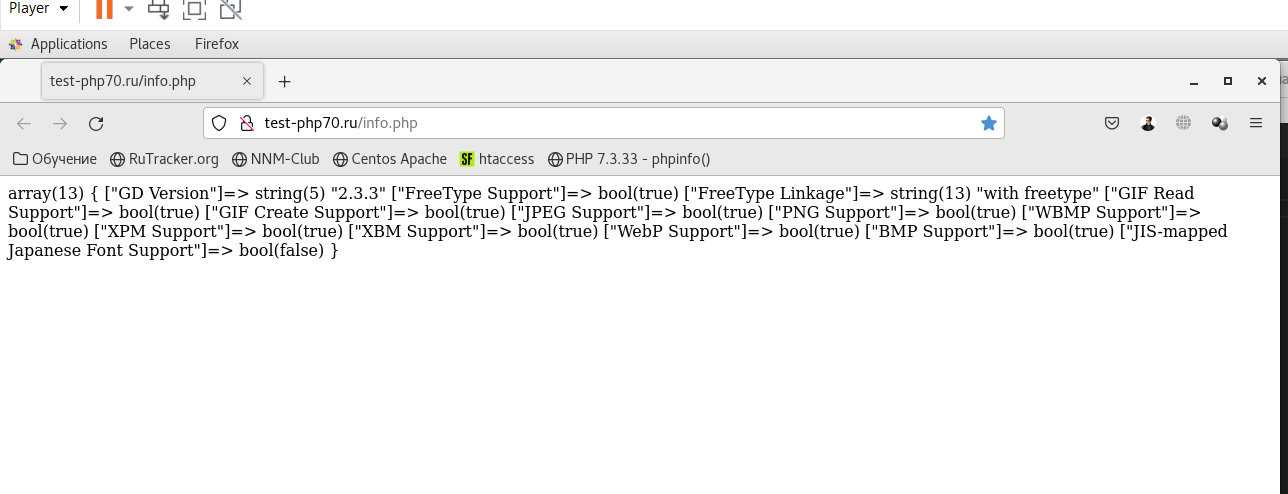 Player
Applications Places Firefox
test-php70.ru/info.php
test-php70.ru/info.php
Обучение RuTracker.org NNM-Club Centos Apache SF htaccess PHP 7.3.33 - phpinfo()
array(13) { ["GD Version"]=> string(5) "2.3.3" ["FreeType Support"]=> bool(true) ["FreeType Linkage"]=> string(13) "with freetype" ["GIF Read
Support"]=> bool(true) ["GIF Create Support"]=> bool(true) ["JPEG Support"]=> bool(true) ["PNG Support"]=> bool(true) ["WBMP Support"]=>
bool(true) ["XPM Support"]=> bool(true) ["XBM Support"]=> bool(true) ["WebP Support"]=> bool(true) ["BMP Support"]=> bool(true) ["JIS-mapped
Japanese Font Support"]=> bool(false) }